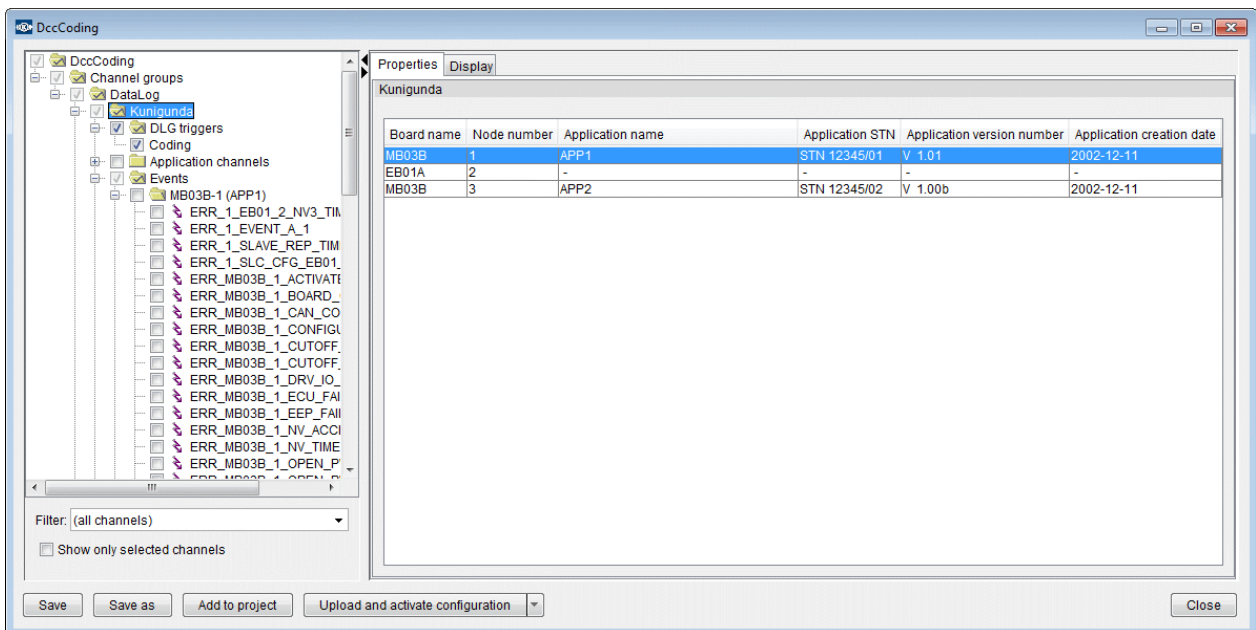 DccCoding
DccCoding
Channel groups
DataLog
Kunigunda
DLG triggers
Coding
Application channels
Events
MB03B-1 (APP1)
ERR_1_EB01_2_NV3_TIM
ERR_1_EVENT_A_1
ERR_1_SLAVE_REP_TIM
ERR_1_SLC_CFG_EB01_
ERR_MB03B_1_ACTIVATE
ERR_MB03B_1_BOARD_
ERR_MB03B_1_CAN_CO
ERR_MB03B_1_CONFIGU
ERR_MB03B_1_CUTOFF_
ERR_MB03B_1_CUTOFF_
ERR_MB03B_1_DRV_IO_
ERR_MB03B_1_ECU_FAI
ERR_MB03B_1_EEP_FAI
ERR_MB03B_1_NV_ACC
ERR_MB03B_1_NV_TIME
ERR_MB03B_1_OPEN_P
Filter: (all channels)
Show only selected channels
Properties Display
Kunigunda
Board name Node number Application name Application STN Application version number Application creation date
MB03B 1 APP1 STN 12345/01 V 1.01 2002-12-11
EB01A 2 - - - -
MB03B 3 APP2 STN 12345/02 V 1.00b 2002-12-11
Save Save as Add to project Upload and activate configuration Close